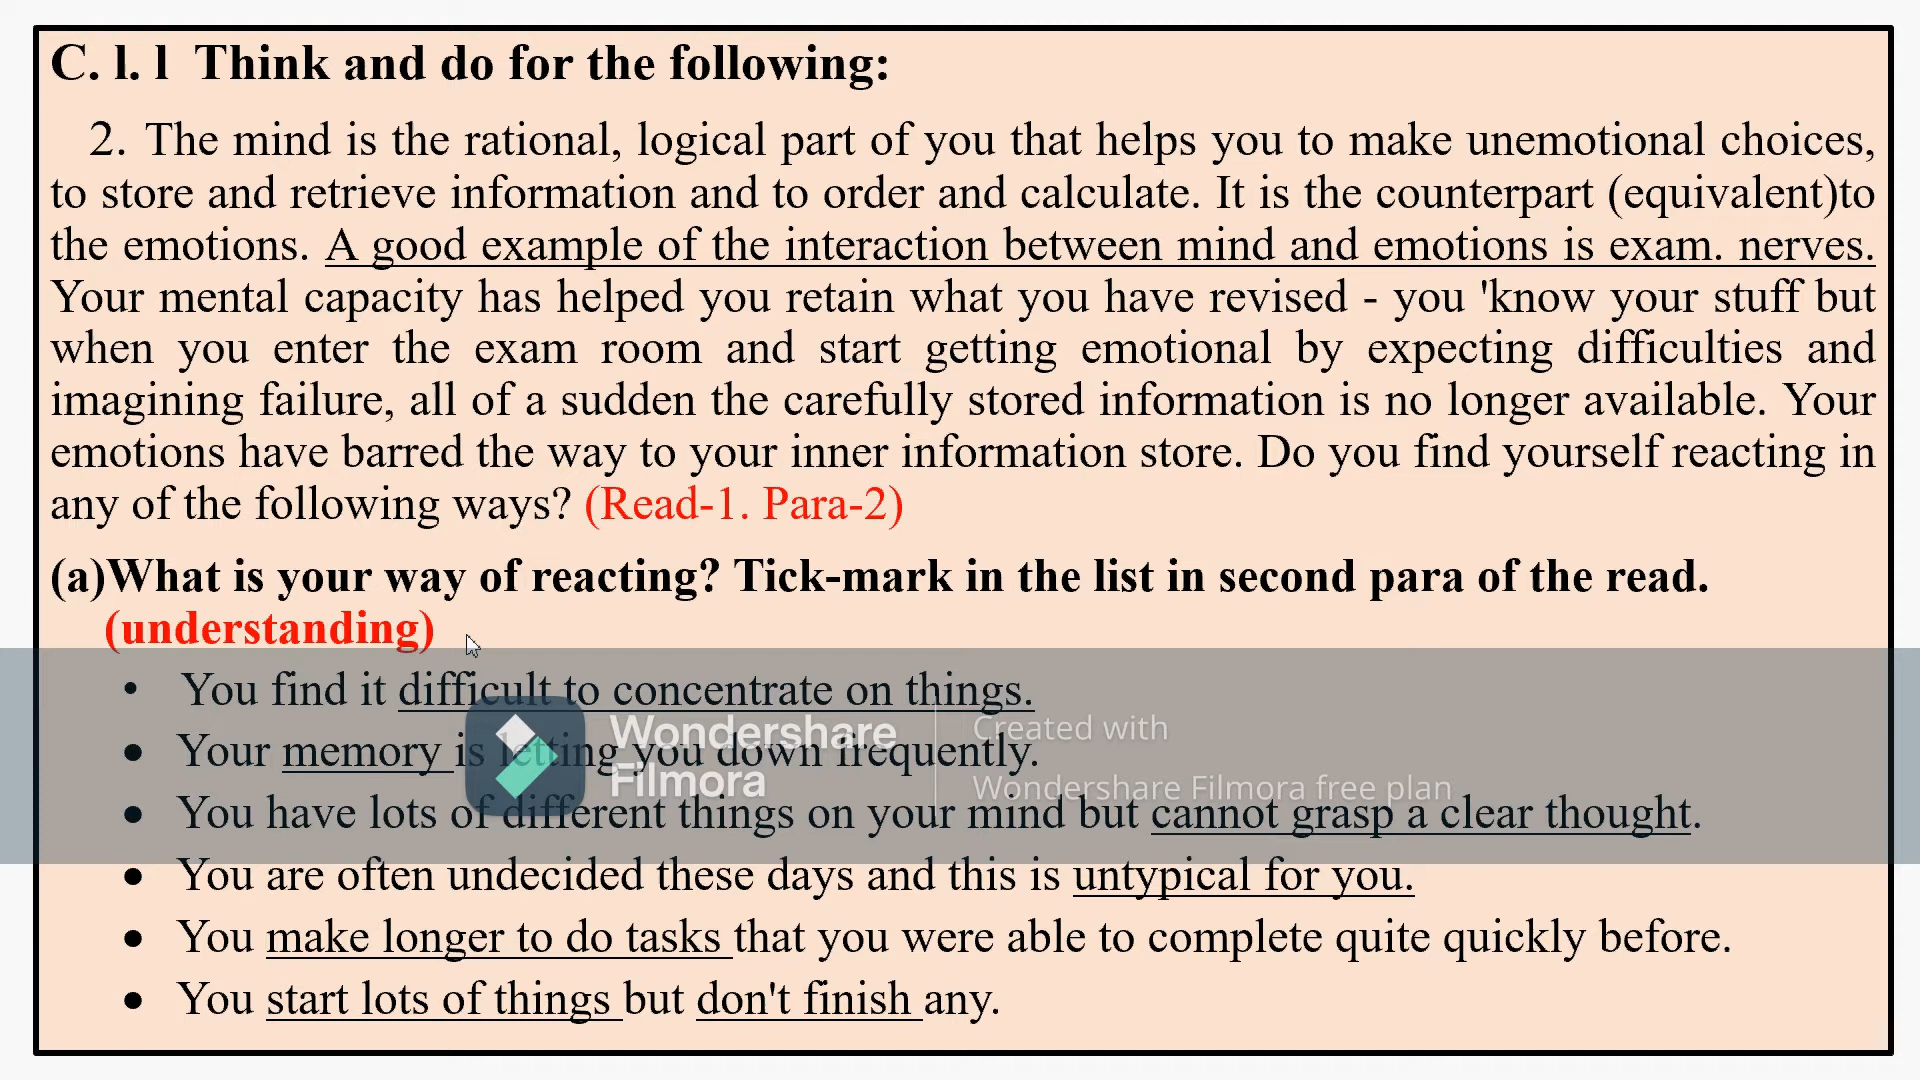 C. l. l Think and do for the following:
2. The mind is the rational, logical part of you that helps you to make unemotional choices,
to store and retrieve information and to order and calculate. It is the counterpart (equivalent)to
the emotions. A good example of the interaction between mind and emotions is exam. nerves.
Your mental capacity has helped you retain what you have revised - you 'know your stuff but
when you enter the exam room and start getting emotional by expecting difficulties and
imagining failure, all of a sudden the carefully stored information is no longer available. Your
emotions have barred the way to your inner information store. Do you find yourself reacting in
any of the following ways? (Read-1. Para-2)
(a)What is your way of reacting? Tick-mark in the list in second para of the read.
(understanding)
• You find it difficult to concentrate on things.
• Your memory is letting you down frequently.
• You have lots of different things on your mind but cannot grasp a clear thought.
• You are often undecided these days and this is untypical for you.
• You make longer to do tasks that you were able to complete quite quickly before.
• You start lots of things but don't finish any.
Wondershare
Filmora
Created with
Wondershare Filmora free plan